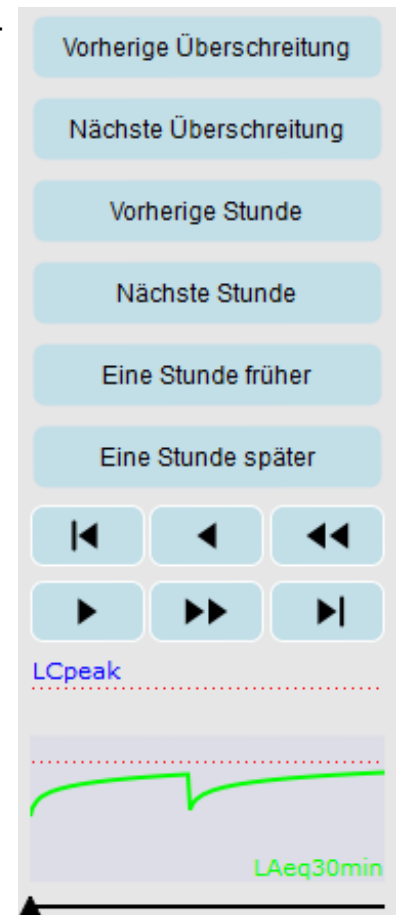 Vorherige Überschreitung
Nächste Überschreitung
Vorherige Stunde
Nächste Stunde
Eine Stunde früher
Eine Stunde später
LCpeak
LAeq30min